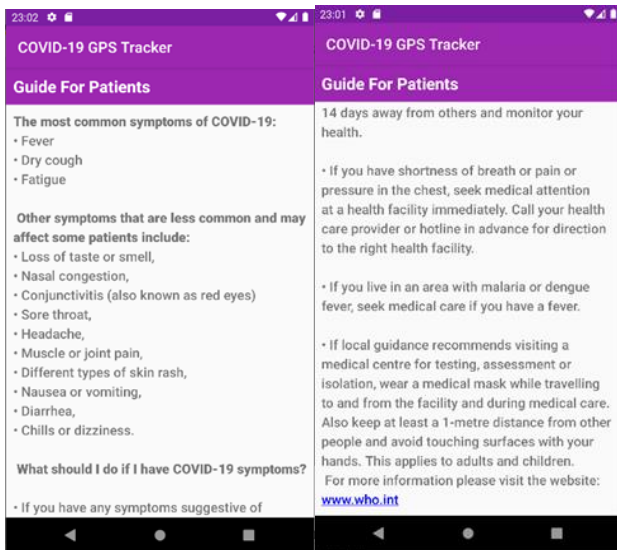 23:02
COVID-19 GPS Tracker
Guide For Patients
The most common symptoms of COVID-19:
• Fever
• Dry cough
• Fatigue
Other symptoms that are less common and may
affect some patients include:
• Loss of taste or smell,
• Nasal congestion,
• Conjunctivitis (also known as red eyes)
• Sore throat,
• Headache,
• Muscle or joint pain,
• Different types of skin rash,
• Nausea or vomiting,
• Diarrhea,
• Chills or dizziness.
What should I do if I have COVID-19 symptoms?
• If you have any symptoms suggestive of
23:01
COVID-19 GPS Tracker
Guide For Patients
14 days away from others and monitor your
health.
• If you have shortness of breath or pain or
pressure in the chest, seek medical attention
at a health facility immediately. Call your health
care provider or hotline in advance for direction
to the right health facility.
• If you live in an area with malaria or dengue
fever, seek medical care if you have a fever.
• If local guidance recommends visiting a
medical centre for testing, assessment or
isolation, wear a medical mask while travelling
to and from the facility and during medical care.
Also keep at least a 1-metre distance from other
people and avoid touching surfaces with your
hands. This applies to adults and children.
For more information please visit the website:
www.who.int